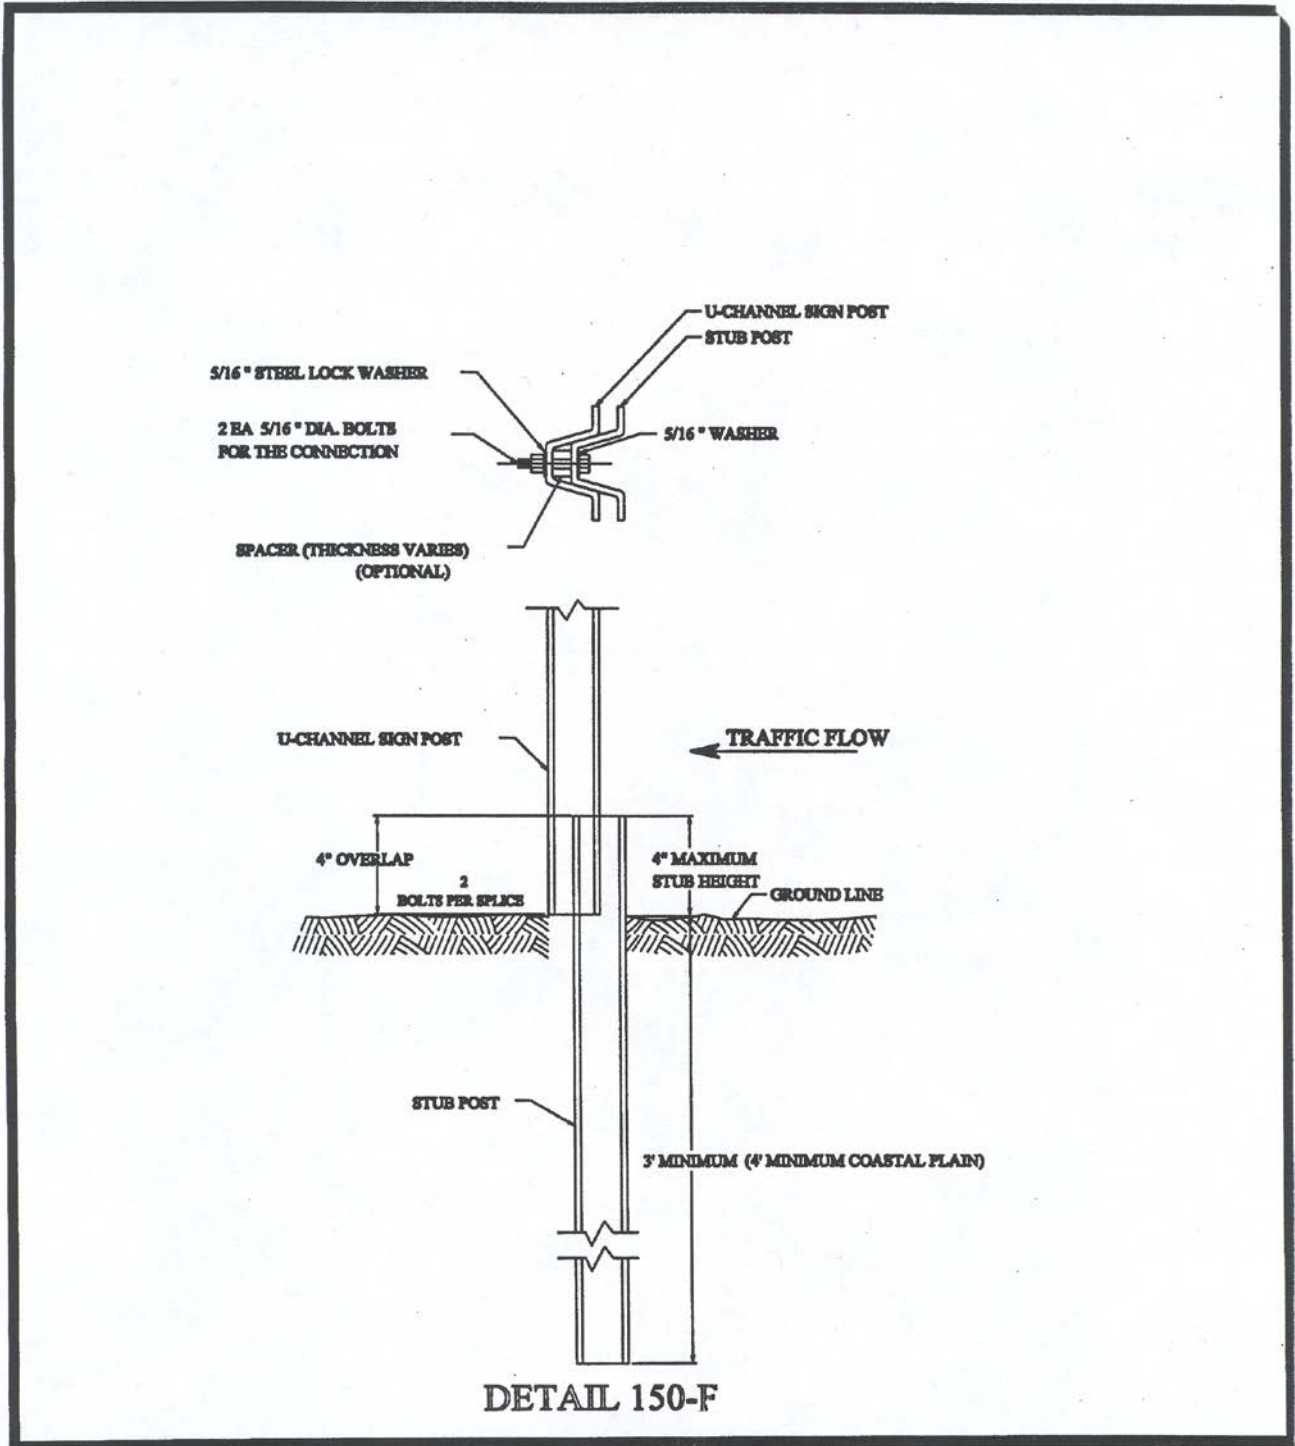 U-CHANNEL SIGN POST
STUB POST
5/16 " STEEL LOCK WASHER
2 EA 5/16 " DIA. BOLTS
FOR THE CONNECTION
5/16 " WASHER
SPACER (THICKNESS VARIES)
(OPTIONAL)
U-CHANNEL SIGN POST
TRAFFIC FLOW
4" OVERLAP
2
BOLTS PER SPLICE
4" MAXIMUM
STUB HEIGHT
GROUND LINE
STUB POST
3' MINIMUM (4' MINIMUM COASTAL PLAIN)
DETAIL 150-F